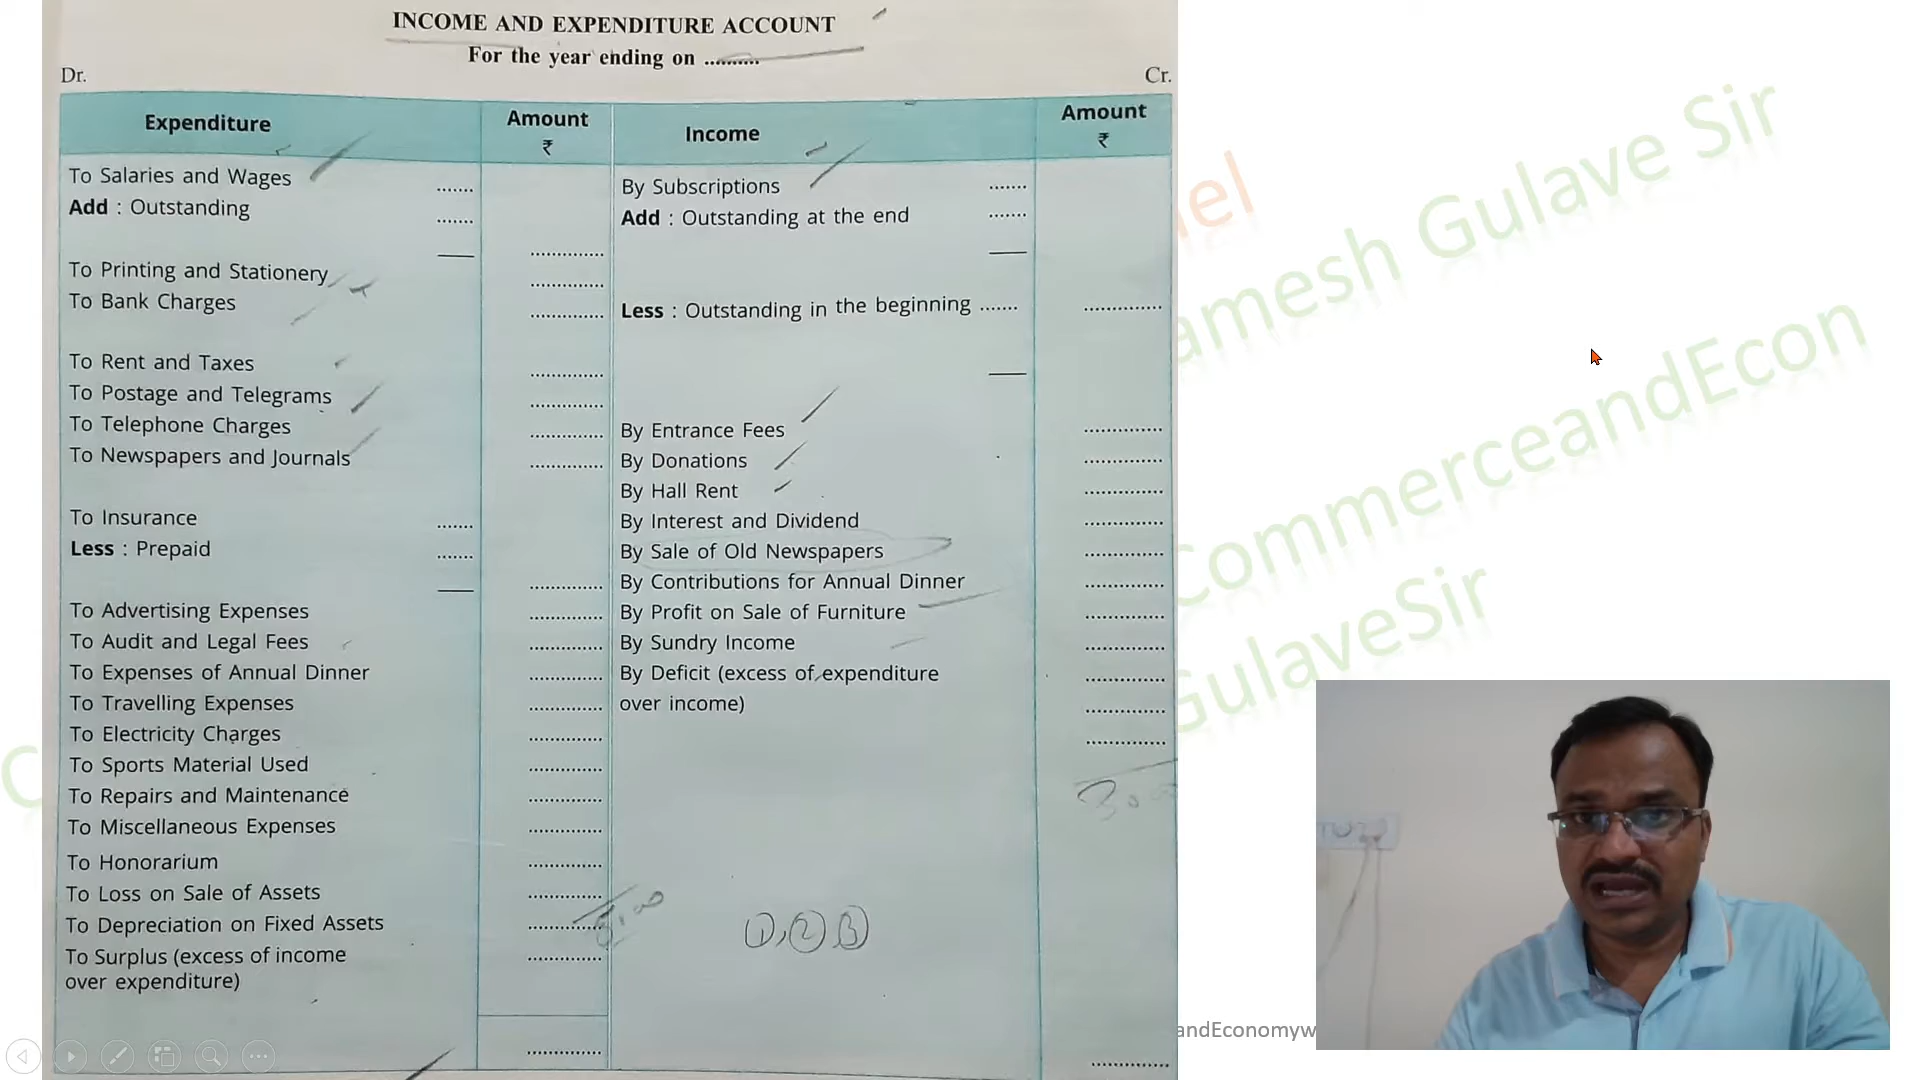 INCOME AND EXPENDITURE ACCOUNT
For the year ending on ..........
Dr.
Cr.
Expenditure
Amount
₹
Income
Amount
₹
To Salaries and Wages .......
Add : Outstanding .......
.............
To Printing and Stationery .............
To Bank Charges .............
To Rent and Taxes .............
To Postage and Telegrams .............
To Telephone Charges .............
To Newspapers and Journals .............
To Insurance .......
Less : Prepaid .......
.............
To Advertising Expenses .............
To Audit and Legal Fees .............
To Expenses of Annual Dinner .............
To Travelling Expenses .............
To Electricity Charges .............
To Sports Material Used .............
To Repairs and Maintenance .............
To Miscellaneous Expenses .............
To Honorarium .............
To Loss on Sale of Assets .............
To Depreciation on Fixed Assets .............
To Surplus (excess of income .............
over expenditure)
.............
By Subscriptions .......
Add : Outstanding at the end .......
Less : Outstanding in the beginning ....... .............
By Entrance Fees .............
By Donations .............
By Hall Rent .............
By Interest and Dividend .............
By Sale of Old Newspapers .............
By Contributions for Annual Dinner .............
By Profit on Sale of Furniture .............
By Sundry Income .............
By Deficit (excess of expenditure .............
over income) .............
.............
1, 2 3
.............
nel
amesh Gulave Sir
CommerceandEcon
GulaveSir
andEconomyw